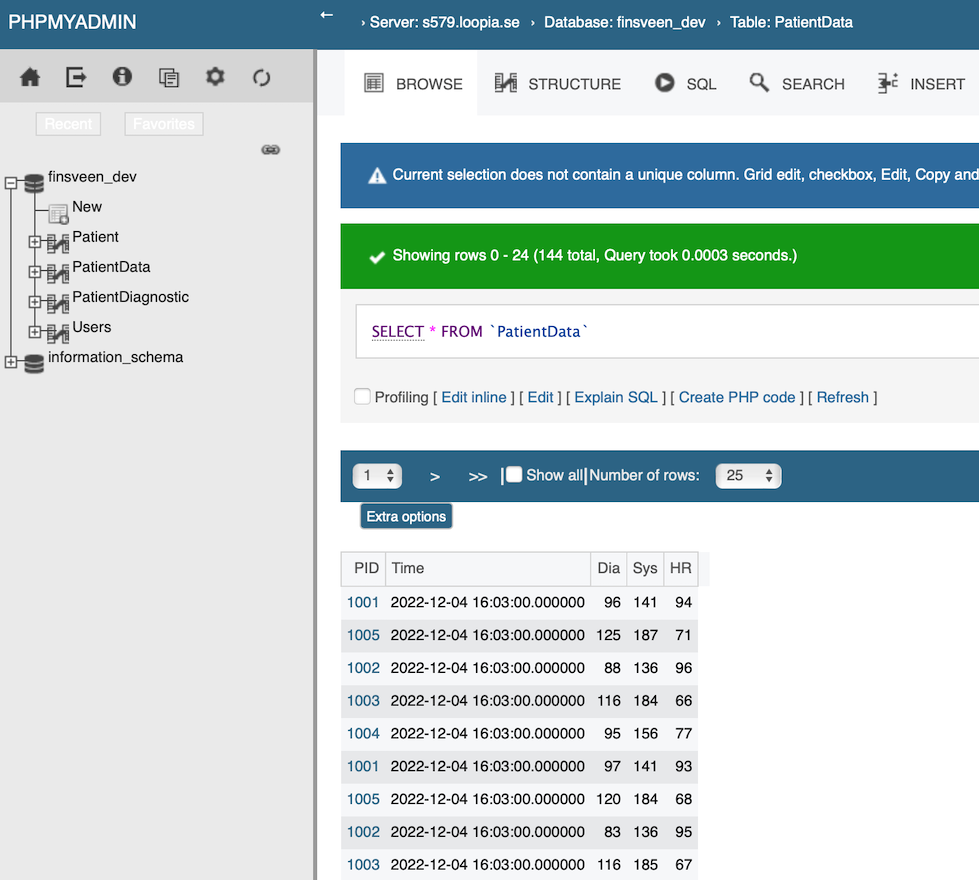 PHPMYADMIN
← › Server: s579.loopia.se › Database: finsveen_dev › Table: PatientData
BROWSE STRUCTURE SQL SEARCH INSERT
Recent Favorites
finsveen_dev
New
Patient
PatientData
PatientDiagnostic
Users
information_schema
Current selection does not contain a unique column. Grid edit, checkbox, Edit, Copy and
Showing rows 0 - 24 (144 total, Query took 0.0003 seconds.)
SELECT * FROM `PatientData`
Profiling [ Edit inline ] [ Edit ] [ Explain SQL ] [ Create PHP code ] [ Refresh ]
1 > >> | Show all | Number of rows: 25
Extra options
PID Time Dia Sys HR
1001 2022-12-04 16:03:00.000000 96 141 94
1005 2022-12-04 16:03:00.000000 125 187 71
1002 2022-12-04 16:03:00.000000 88 136 96
1003 2022-12-04 16:03:00.000000 116 184 66
1004 2022-12-04 16:03:00.000000 95 156 77
1001 2022-12-04 16:03:00.000000 97 141 93
1005 2022-12-04 16:03:00.000000 120 184 68
1002 2022-12-04 16:03:00.000000 83 136 95
1003 2022-12-04 16:03:00.000000 116 185 67